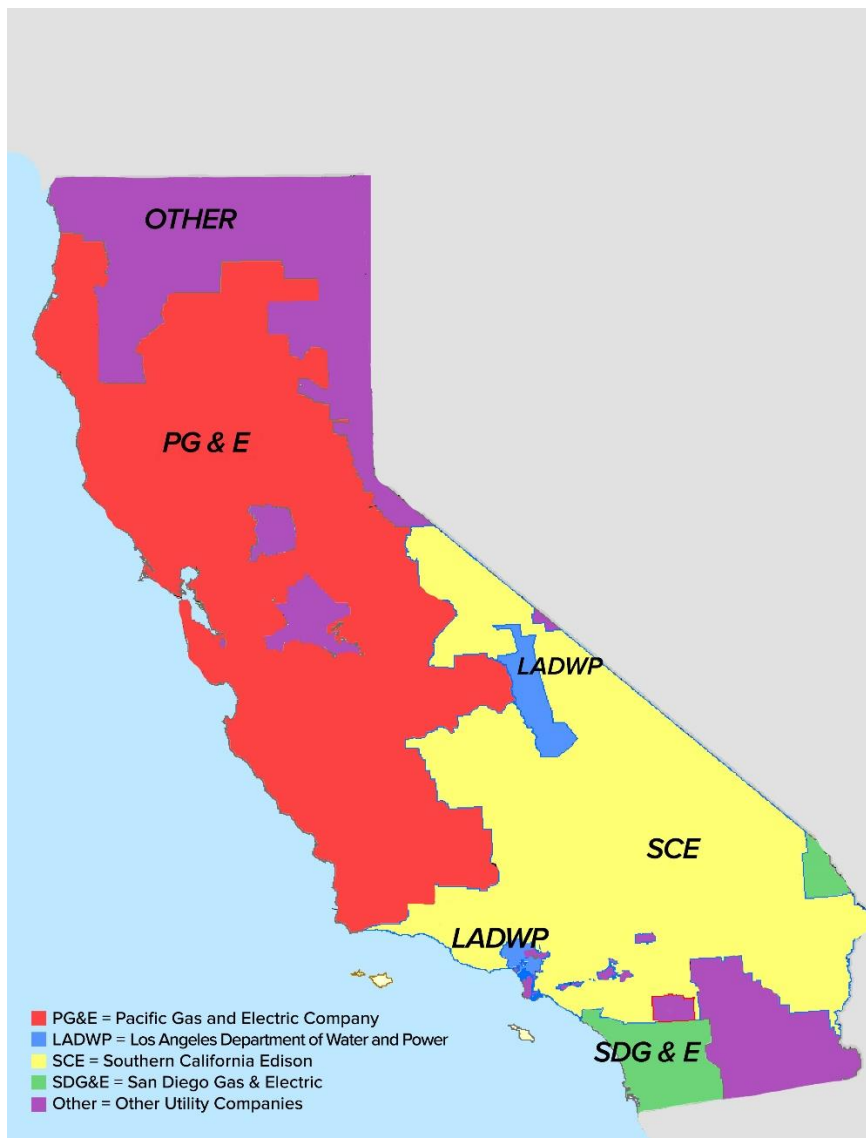 OTHER
PG & E
LADWP
SCE
LADWP
SDG & E
PG&E = Pacific Gas and Electric Company
LADWP = Los Angeles Department of Water and Power
SCE = Southern California Edison
SDG&E = San Diego Gas & Electric
Other = Other Utility Companies